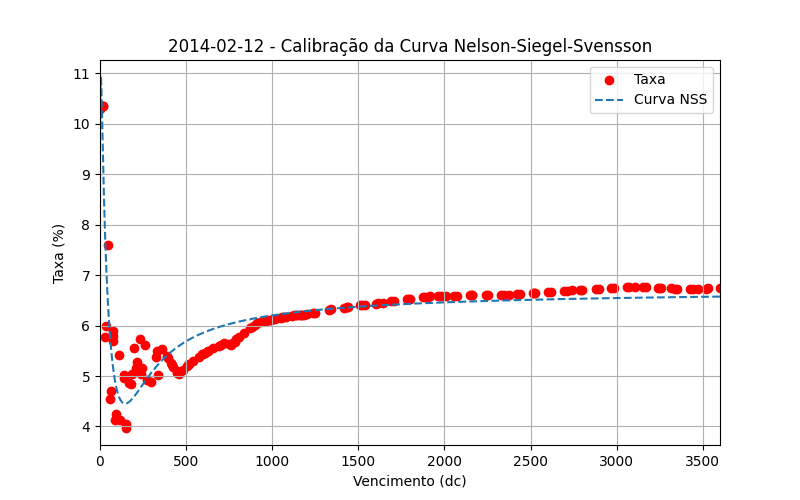 2014-02-12 - Calibração da Curva Nelson-Siegel-Svensson
Taxa
Curva NSS
Taxa (%)
11
10
9
8
7
6
5
4
0 500 1000 1500 2000 2500 3000 3500
Vencimento (dc)